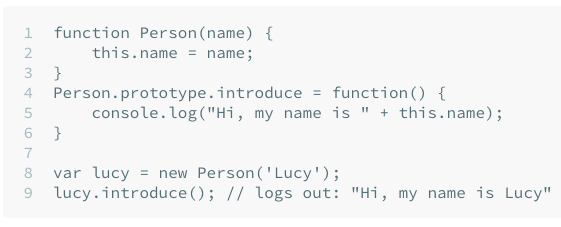 1 function Person(name) {
2     this.name = name;
3 }
4 Person.prototype.introduce = function() {
5     console.log("Hi, my name is " + this.name);
6 }
7
8 var lucy = new Person('Lucy');
9 lucy.introduce(); // logs out: "Hi, my name is Lucy"